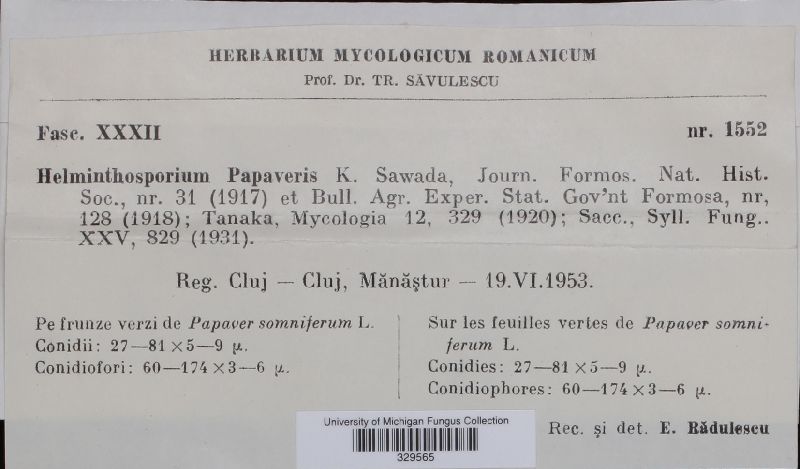 HERBARIUM MYCOLOGICUM ROMANICUM
Prof. Dr. TR. SĂVULESCU
Fasc. XXXII
nr. 1552
Helminthosporium Papaveris K. Sawada, Journ. Formos. Nat. Hist.
Soc., nr. 31 (1917) et Bull. Agr. Exper. Stat. Gov'nt Formosa, nr,
128 (1918); Tanaka, Mycologia 12, 329 (1920); Sacc., Syll. Fung..
XXV, 829 (1931).
Reg. Cluj — Cluj, Mănăștur — 19.VI.1953.
Pe frunze verzi de Papaver somniferum L.
Conidii: 27—81 × 5—9 µ.
Conidiofori: 60—174 × 3—6 µ.
Sur les feuilles vertes de Papaver somni-
ferum L.
Conidies: 27—81 × 5—9 µ.
Conidiophores: 60—174 × 3—6 µ.
Rec. și det. E. Rădulescu
University of Michigan Fungus Collection
329565